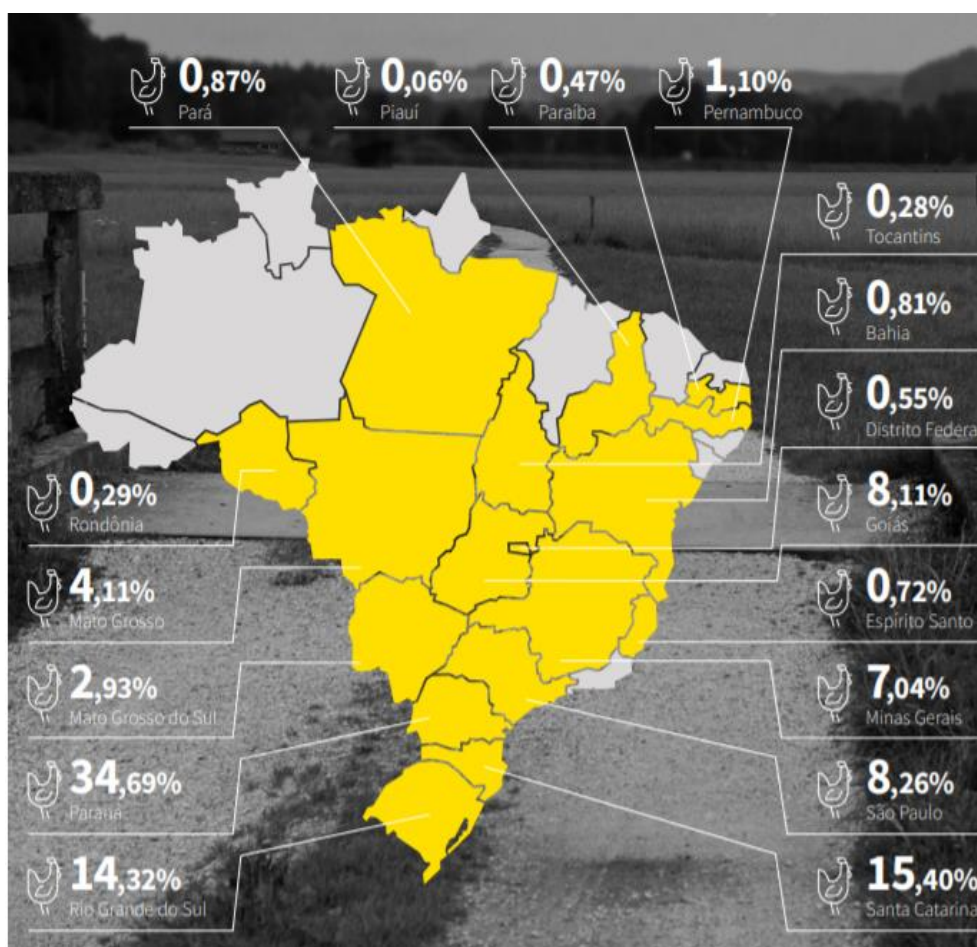 0,87%
Pará
0,06%
Piauí
0,47%
Paraíba
1,10%
Pernambuco
0,28%
Tocantins
0,81%
Bahia
0,55%
Distrito Federa
0,29%
Rondônia
8,11%
Goiás
4,11%
Mato Grosso
0,72%
Espírito Santo
2,93%
Mato Grosso do Sul
7,04%
Minas Gerais
34,69%
Paraná
8,26%
São Paulo
14,32%
Rio Grande do Sul
15,40%
Santa Catarina